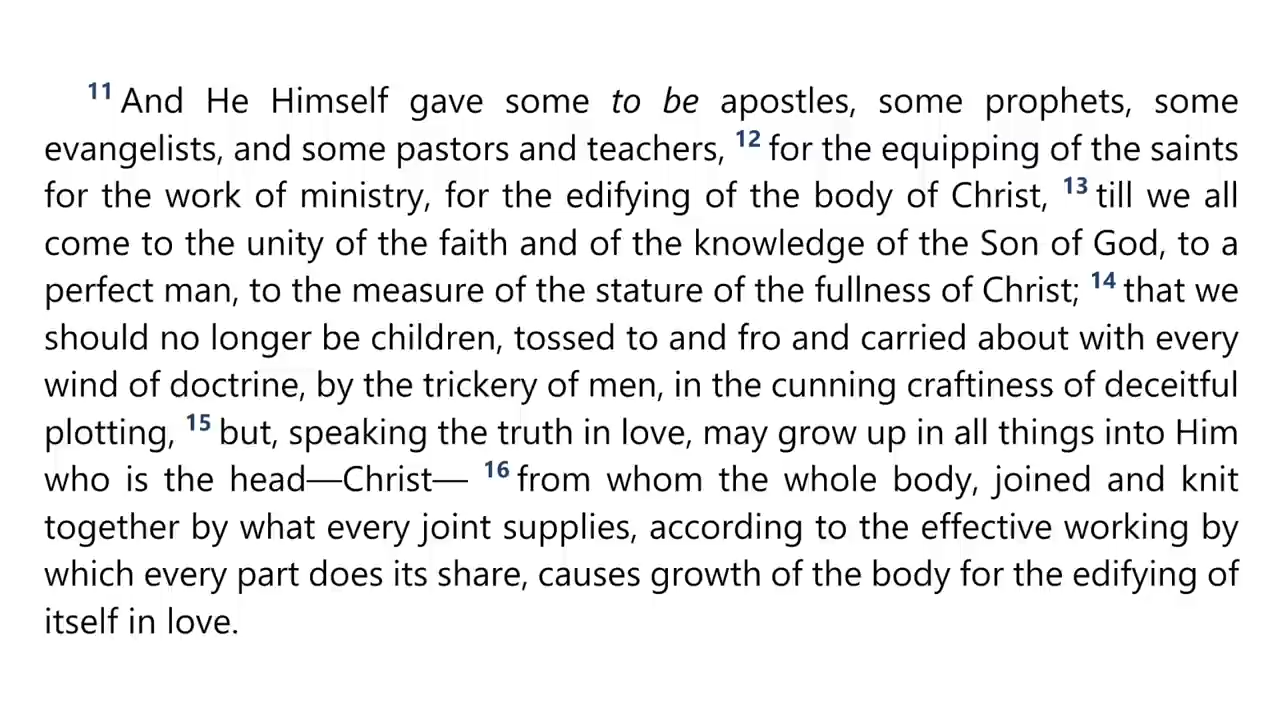 11 And He Himself gave some to be apostles, some prophets, some
evangelists, and some pastors and teachers, 12 for the equipping of the saints
for the work of ministry, for the edifying of the body of Christ, 13 till we all
come to the unity of the faith and of the knowledge of the Son of God, to a
perfect man, to the measure of the stature of the fullness of Christ; 14 that we
should no longer be children, tossed to and fro and carried about with every
wind of doctrine, by the trickery of men, in the cunning craftiness of deceitful
plotting, 15 but, speaking the truth in love, may grow up in all things into Him
who is the head—Christ— 16 from whom the whole body, joined and knit
together by what every joint supplies, according to the effective working by
which every part does its share, causes growth of the body for the edifying of
itself in love.